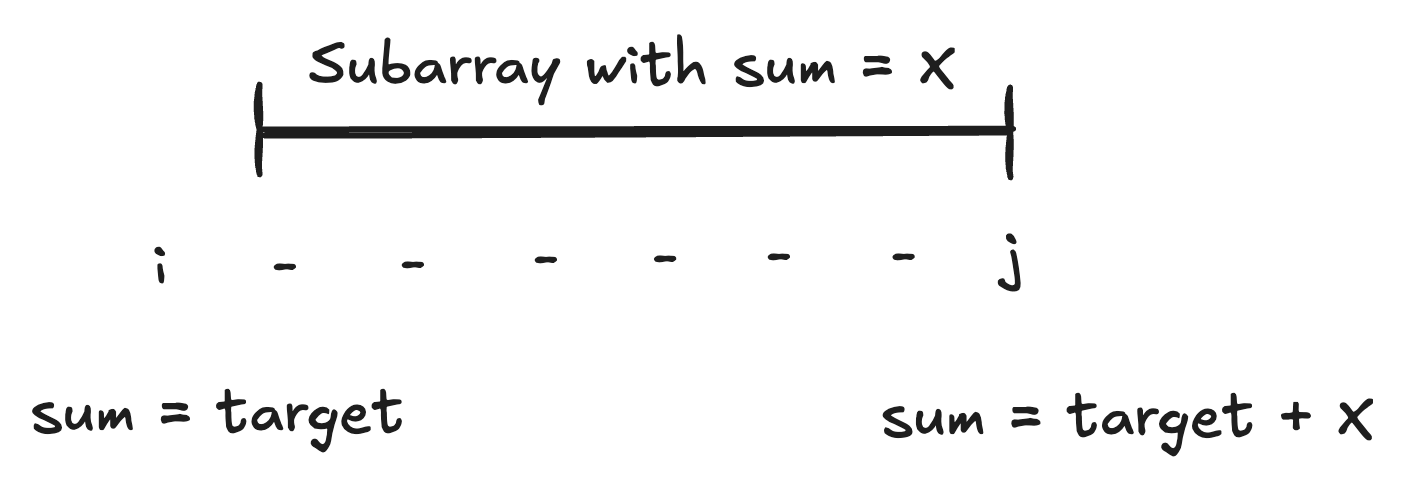 Subarray with sum = X
i - - - - - - j
sum = target
sum = target + X